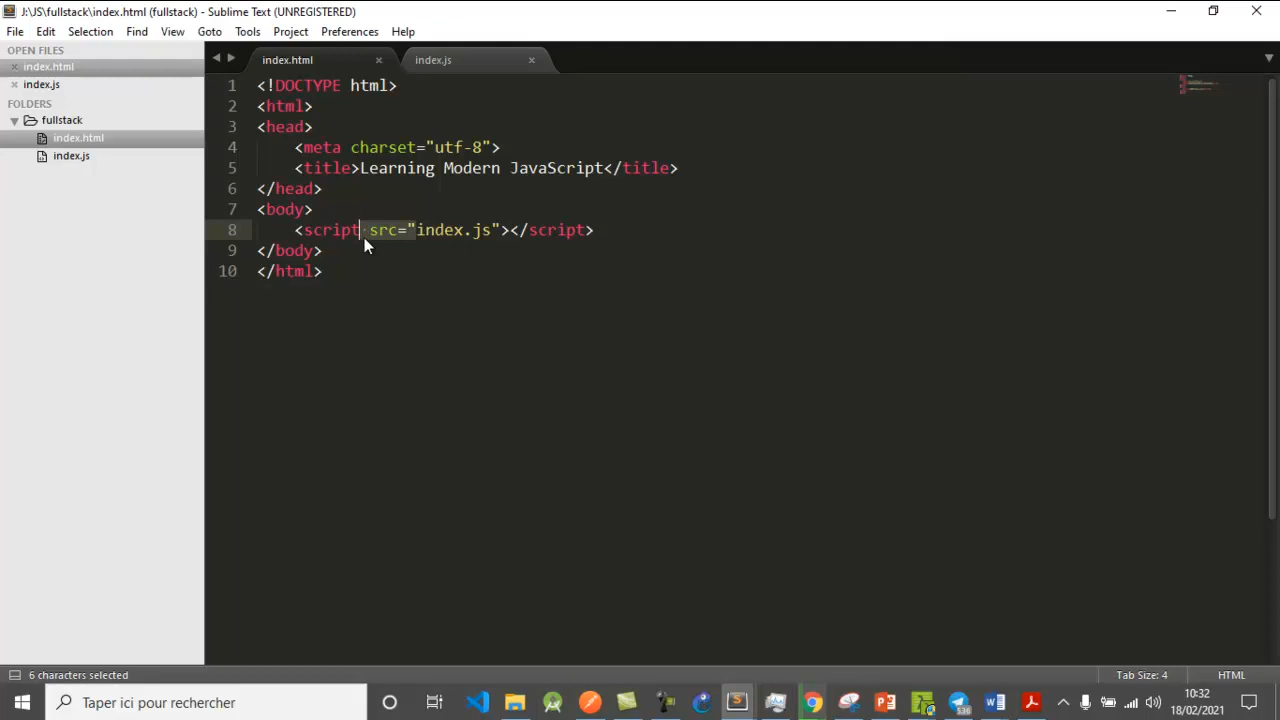 J:\JS\fullstack\index.html (fullstack) - Sublime Text (UNREGISTERED)
File Edit Selection Find View Goto Tools Project Preferences Help
OPEN FILES
index.html
index.js
FOLDERS
fullstack
index.html
index.js
index.html
index.js
1 <!DOCTYPE html>
2 <html>
3 <head>
4 <meta charset="utf-8">
5 <title>Learning Modern JavaScript</title>
6 </head>
7 <body>
8 <script src="index.js"></script>
9 </body>
10 </html>
6 characters selected
Tab Size: 4
HTML
Taper ici pour rechercher
10:32
18/02/2021